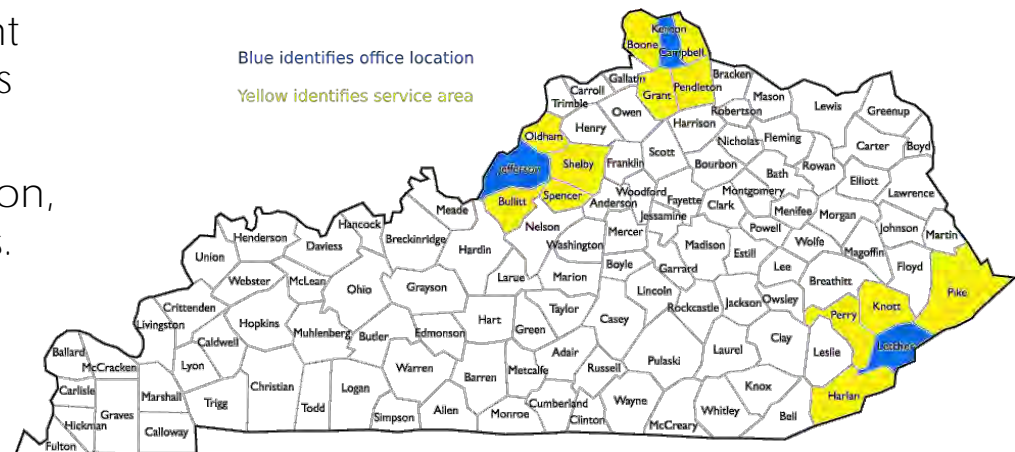 nt
s
on,
s.
Blue identifies office location
Yellow identifies service area
Kenton
Boone
Campbell
Gallatin
Grant
Pendleton
Bracken
Carroll
Trimble
Owen
Mason
Robertson
Lewis
Greenup
Oldham
Henry
Harrison
Nicholas
Fleming
Carter
Boyd
Jefferson
Shelby
Franklin
Scott
Bourbon
Bath
Rowan
Elliott
Lawrence
Bullitt
Spencer
Anderson
Woodford
Fayette
Clark
Montgomery
Menifee
Morgan
Johnson
Martin
Meade
Nelson
Mercer
Jessamine
Madison
Powell
Wolfe
Magoffin
Floyd
Pike
Hancock
Breckinridge
Hardin
Washington
Boyle
Garrard
Estill
Lee
Breathitt
Knott
Henderson
Daviess
Union
Webster
McLean
Ohio
Grayson
Larue
Marion
Lincoln
Rockcastle
Jackson
Owsley
Perry
Letcher
Crittenden
Livingston
Hopkins
Muhlenberg
Butler
Edmonson
Hart
Green
Taylor
Casey
Pulaski
Laurel
Clay
Leslie
Harlan
Caldwell
Lyon
Ballard
McCracken
Carlisle
Marshall
Hickman
Graves
Calloway
Fulton
Trigg
Christian
Todd
Logan
Warren
Simpson
Allen
Barren
Metcalfe
Adair
Russell
Monroe
Cumberland
Clinton
Wayne
McCreary
Whitley
Knox
Bell